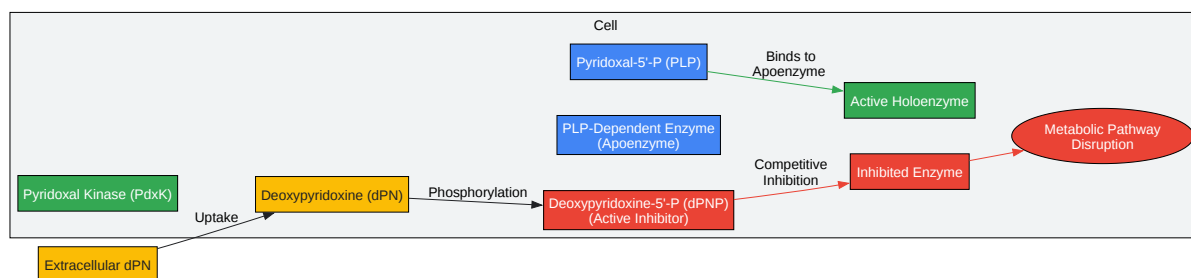 Cell
Pyridoxal-5'-P (PLP)
Binds to
Apoenzyme
Active Holoenzyme
PLP-Dependent Enzyme
(Apoenzyme)
Metabolic Pathway
Disruption
Competitive
Inhibition
Inhibited Enzyme
Pyridoxal Kinase (PdxK)
Deoxypyridoxine (dPN)
Phosphorylation
Deoxypyridoxine-5'-P (dPNP)
(Active Inhibitor)
Uptake
Extracellular dPN